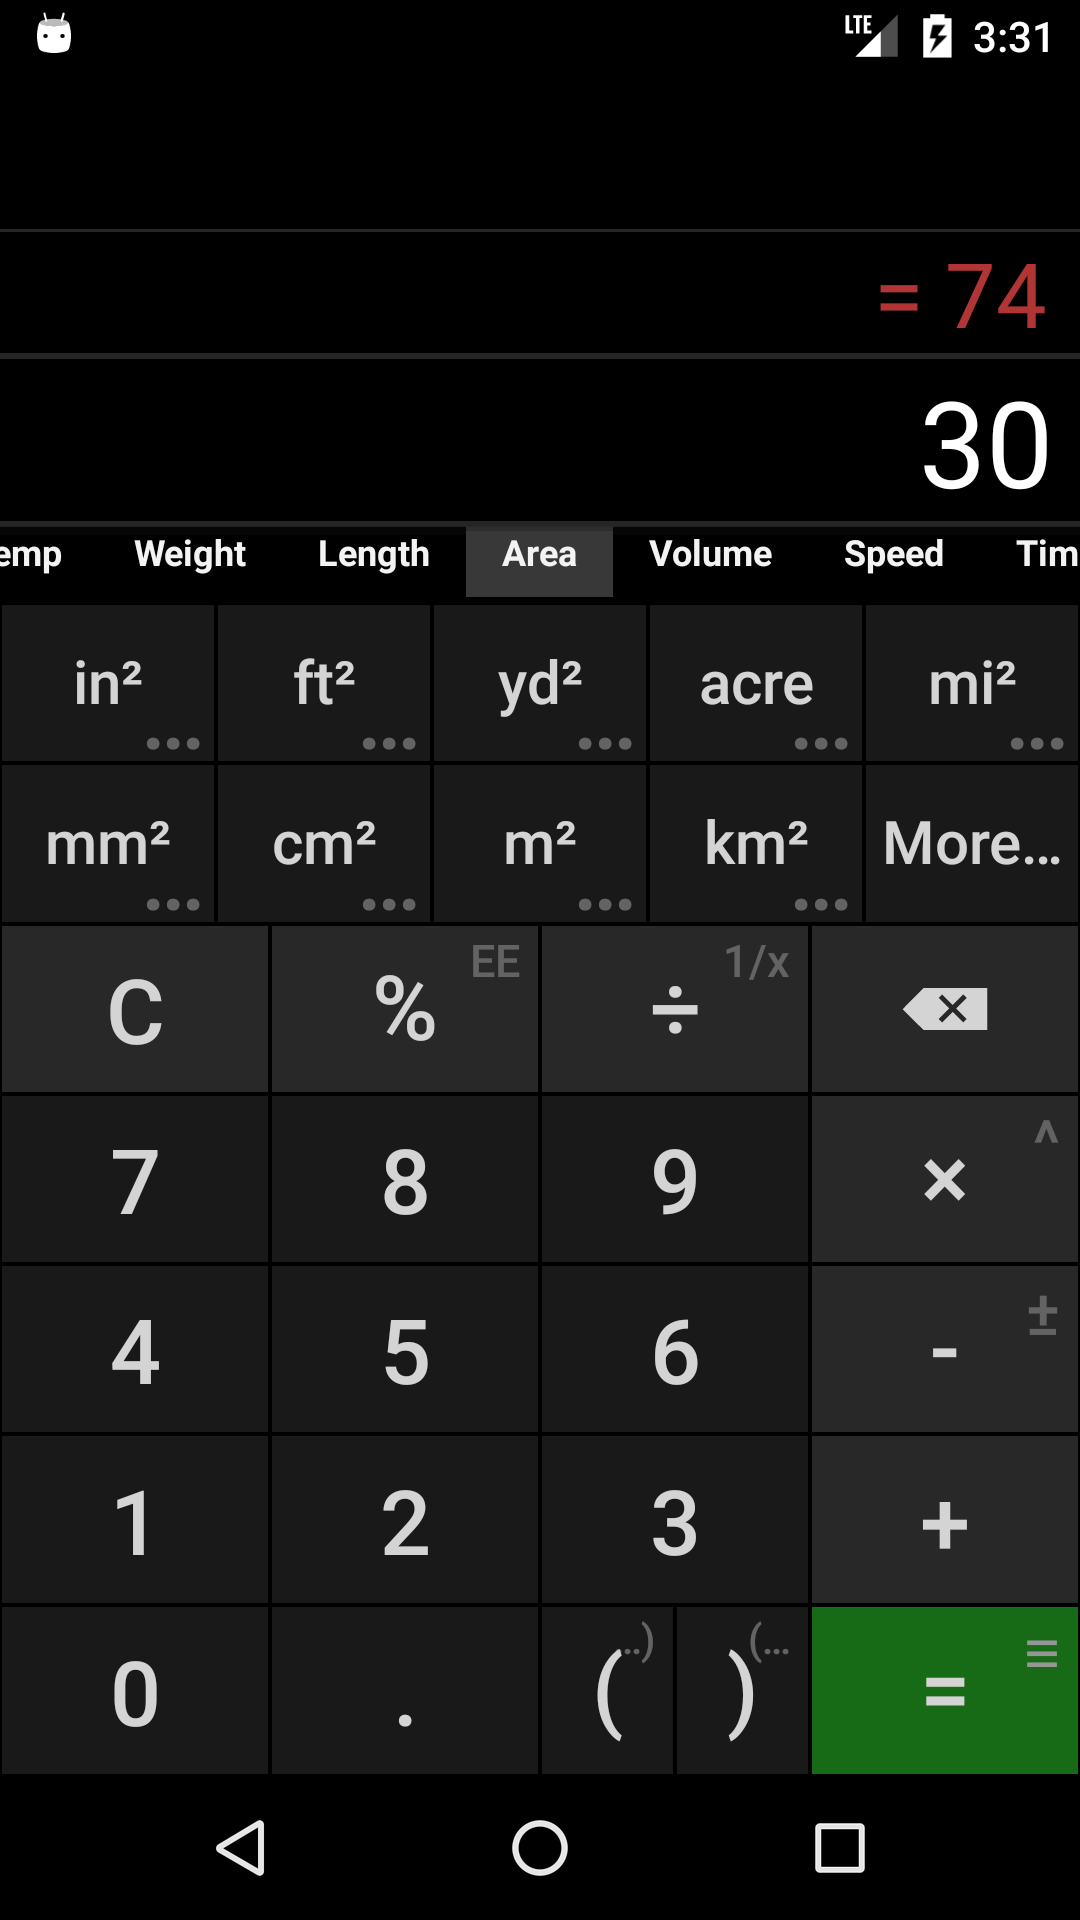 LTE 3:31
= 74
30
emp Weight Length Area Volume Speed Tim
in² ft² yd² acre mi²
mm² cm² m² km² More...
C % EE ÷ 1/x
7 8 9 × ^
4 5 6 - ±
1 2 3 +
0 . ( ..) ) (... =